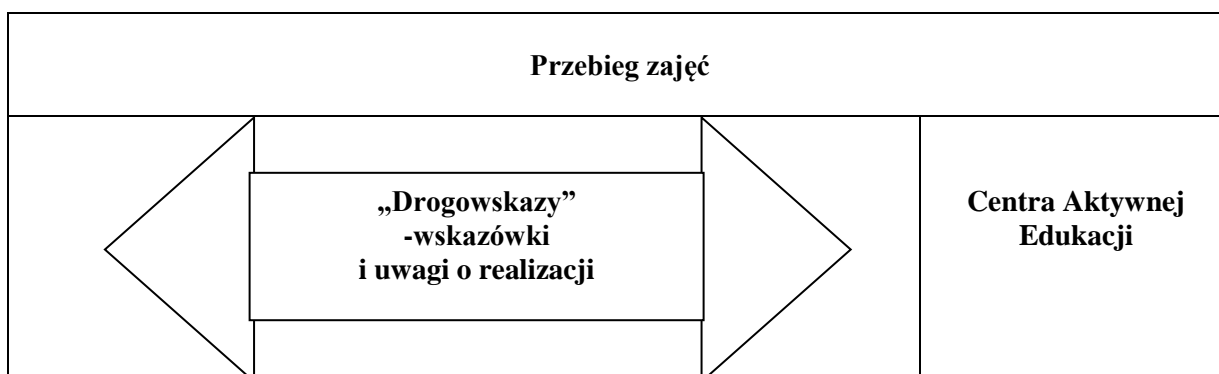 Przebieg zajęć
„Drogowskazy”
-wskazówki
i uwagi o realizacji
Centra Aktywnej
Edukacji